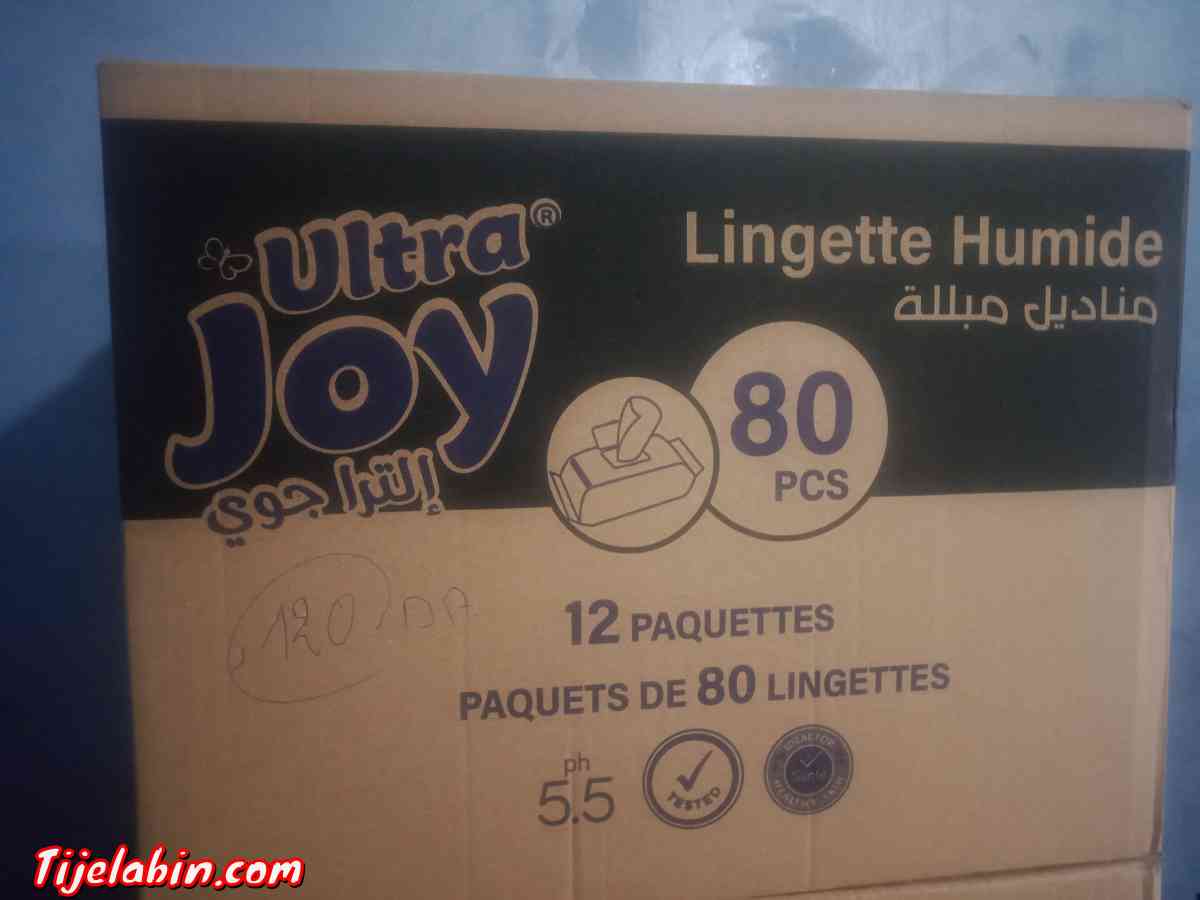 Ultra®
Joy
إلترا جوي
Lingette Humide
مناديل مبللة
80
PCS
120 DA
12 PAQUETTES
PAQUETS DE 80 LINGETTES
ph
5.5
TESTED
Tijelabin.com